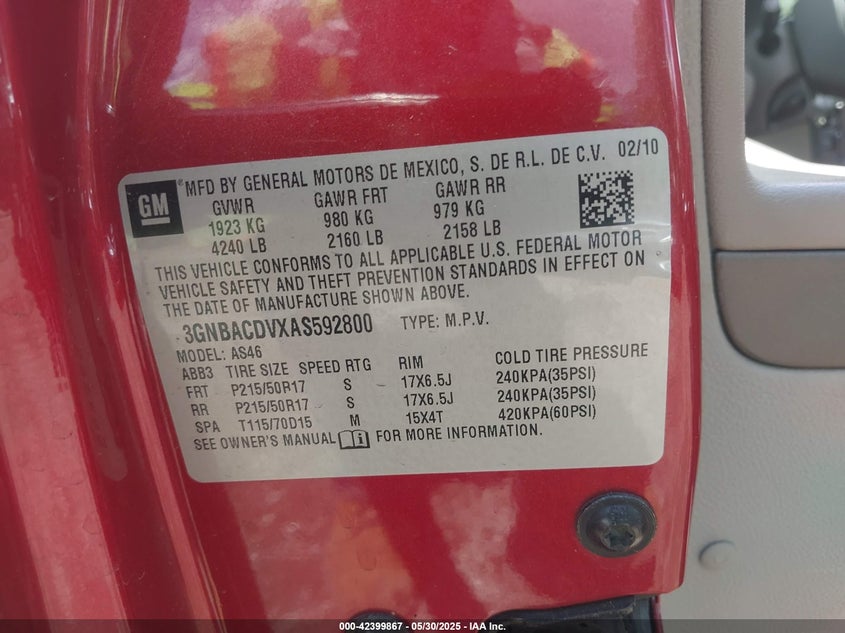 GM
® MFD BY GENERAL MOTORS DE MEXICO, S. DE R.L. DE C.V. 02/10
GVWR GAWR FRT GAWR RR
1923 KG 980 KG 979 KG
4240 LB 2160 LB 2158 LB
THIS VEHICLE CONFORMS TO ALL APPLICABLE U.S. FEDERAL MOTOR
VEHICLE SAFETY AND THEFT PREVENTION STANDARDS IN EFFECT ON
THE DATE OF MANUFACTURE SHOWN ABOVE.
3GNBACDVXAS592800 TYPE: M.P.V.
MODEL: AS46
ABB3 TIRE SIZE SPEED RTG RIM COLD TIRE PRESSURE
FRT P215/50R17 S 17X6.5J 240KPA(35PSI)
RR P215/50R17 S 17X6.5J 240KPA(35PSI)
SPA T115/70D15 M 15X4T 420KPA(60PSI)
SEE OWNER'S MANUAL FOR MORE INFORMATION.
000-42399867 - 05/30/2025 - IAA Inc.